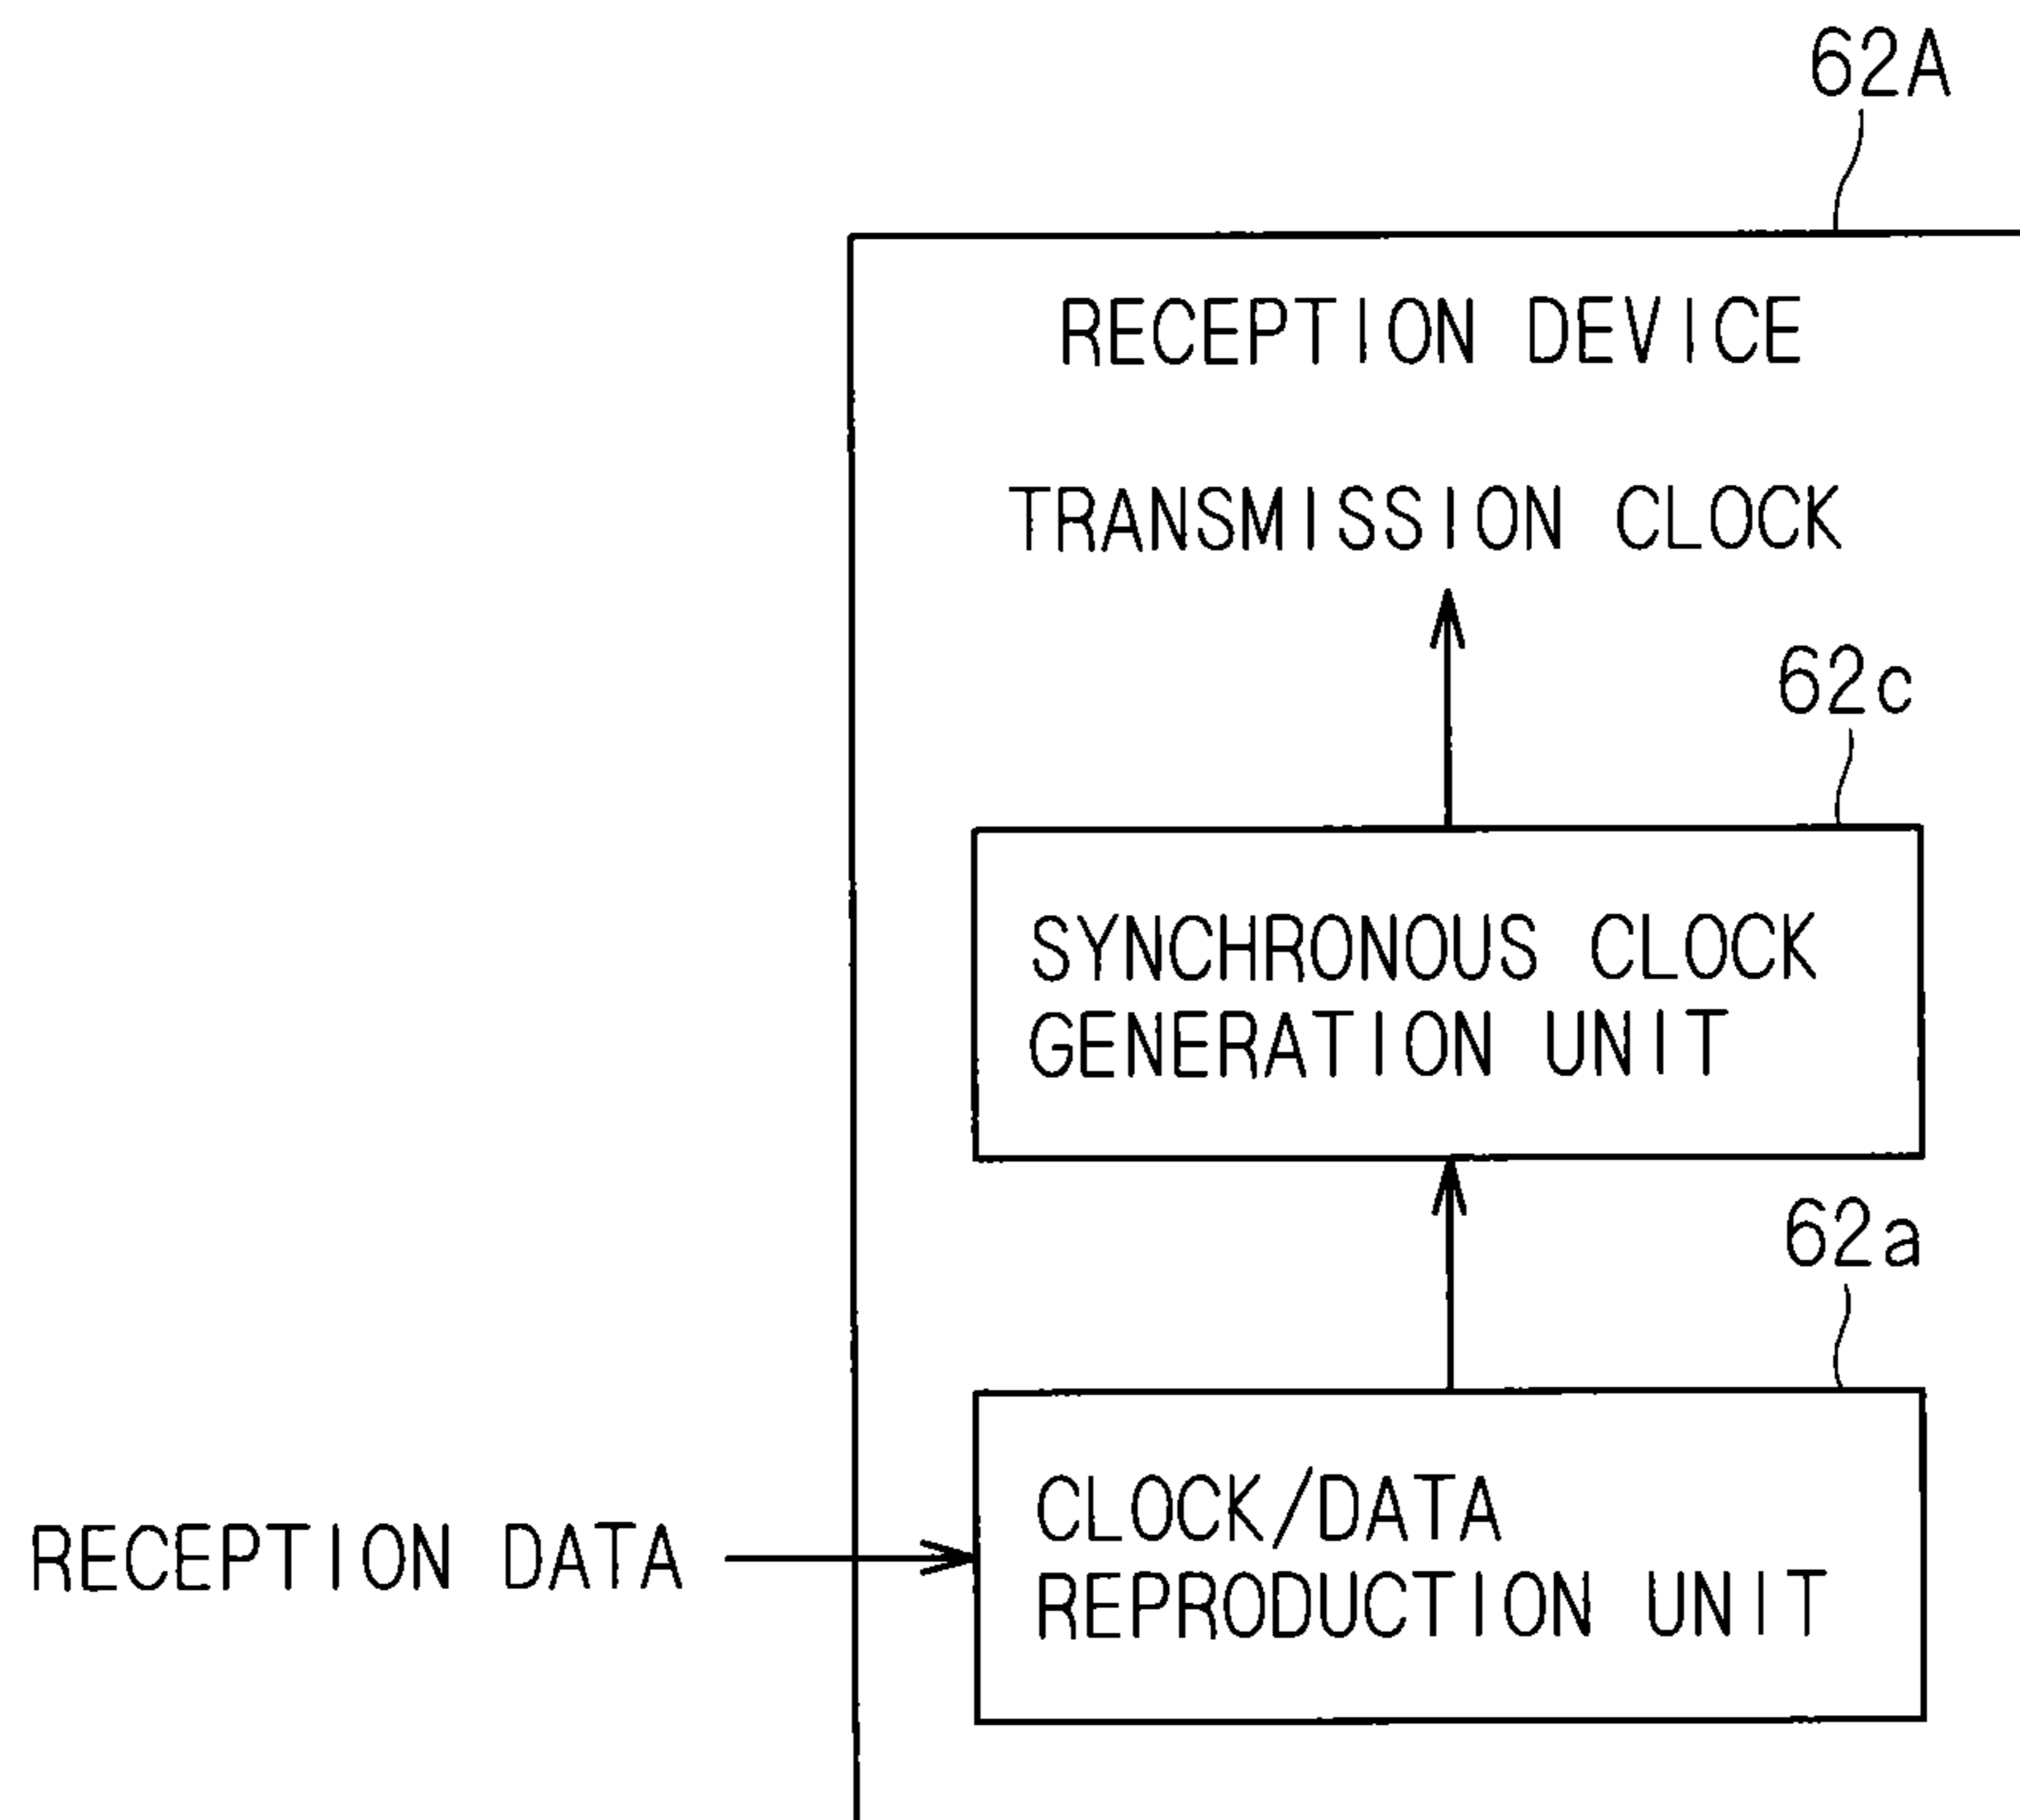 62A
RECEPTION DEVICE
TRANSMISSION CLOCK
62c
SYNCHRONOUS CLOCK
GENERATION UNIT
62a
CLOCK/DATA
REPRODUCTION UNIT
RECEPTION DATA